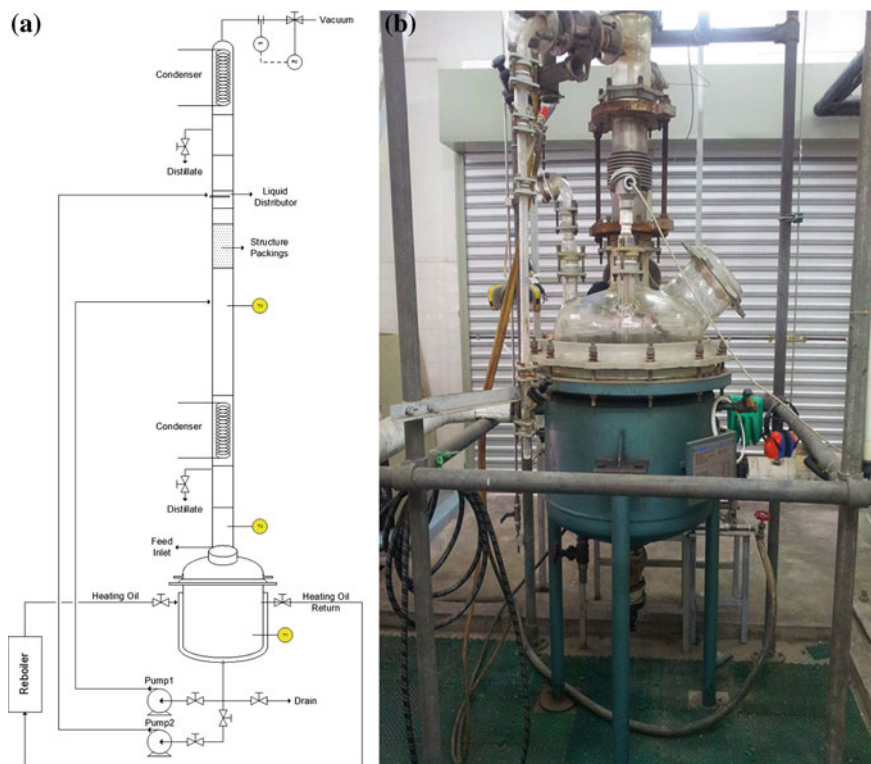 (a)
Vacuum
Condenser
Distillate
Liquid
Distributor
Structure
Packings
Condenser
Distillate
Feed
Inlet
Heating Oil
Heating Oil
Return
Reboiler
Pump1
Drain
Pump2
(b)